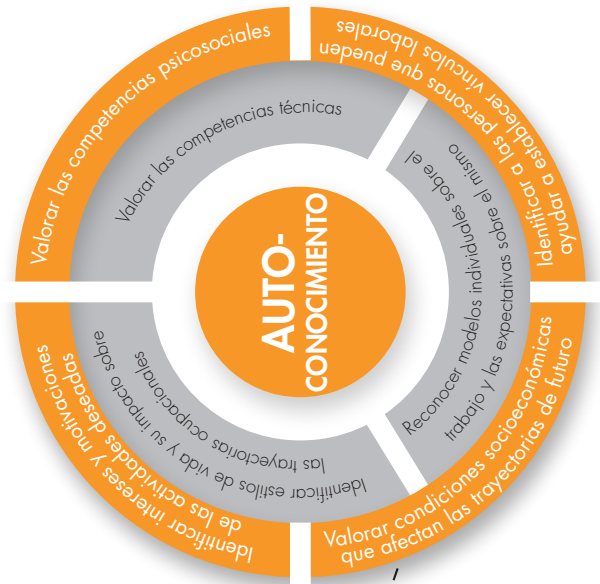 AUTO-
CONOCIMIENTO
Valorar las competencias psicosociales
Identificar a las personas que pueden
ayudar a establecer vínculos laborales
Valorar condiciones socioeconómicas
que afectan las trayectorias de futuro
Identificar intereses y motivaciones
de las actividades deseadas
Valorar las competencias técnicas
Reconocer modelos individuales sobre el
trabajo y las expectativas sobre el mismo
Identificar estilos de vida y su impacto sobre
las trayectorias ocupacionales